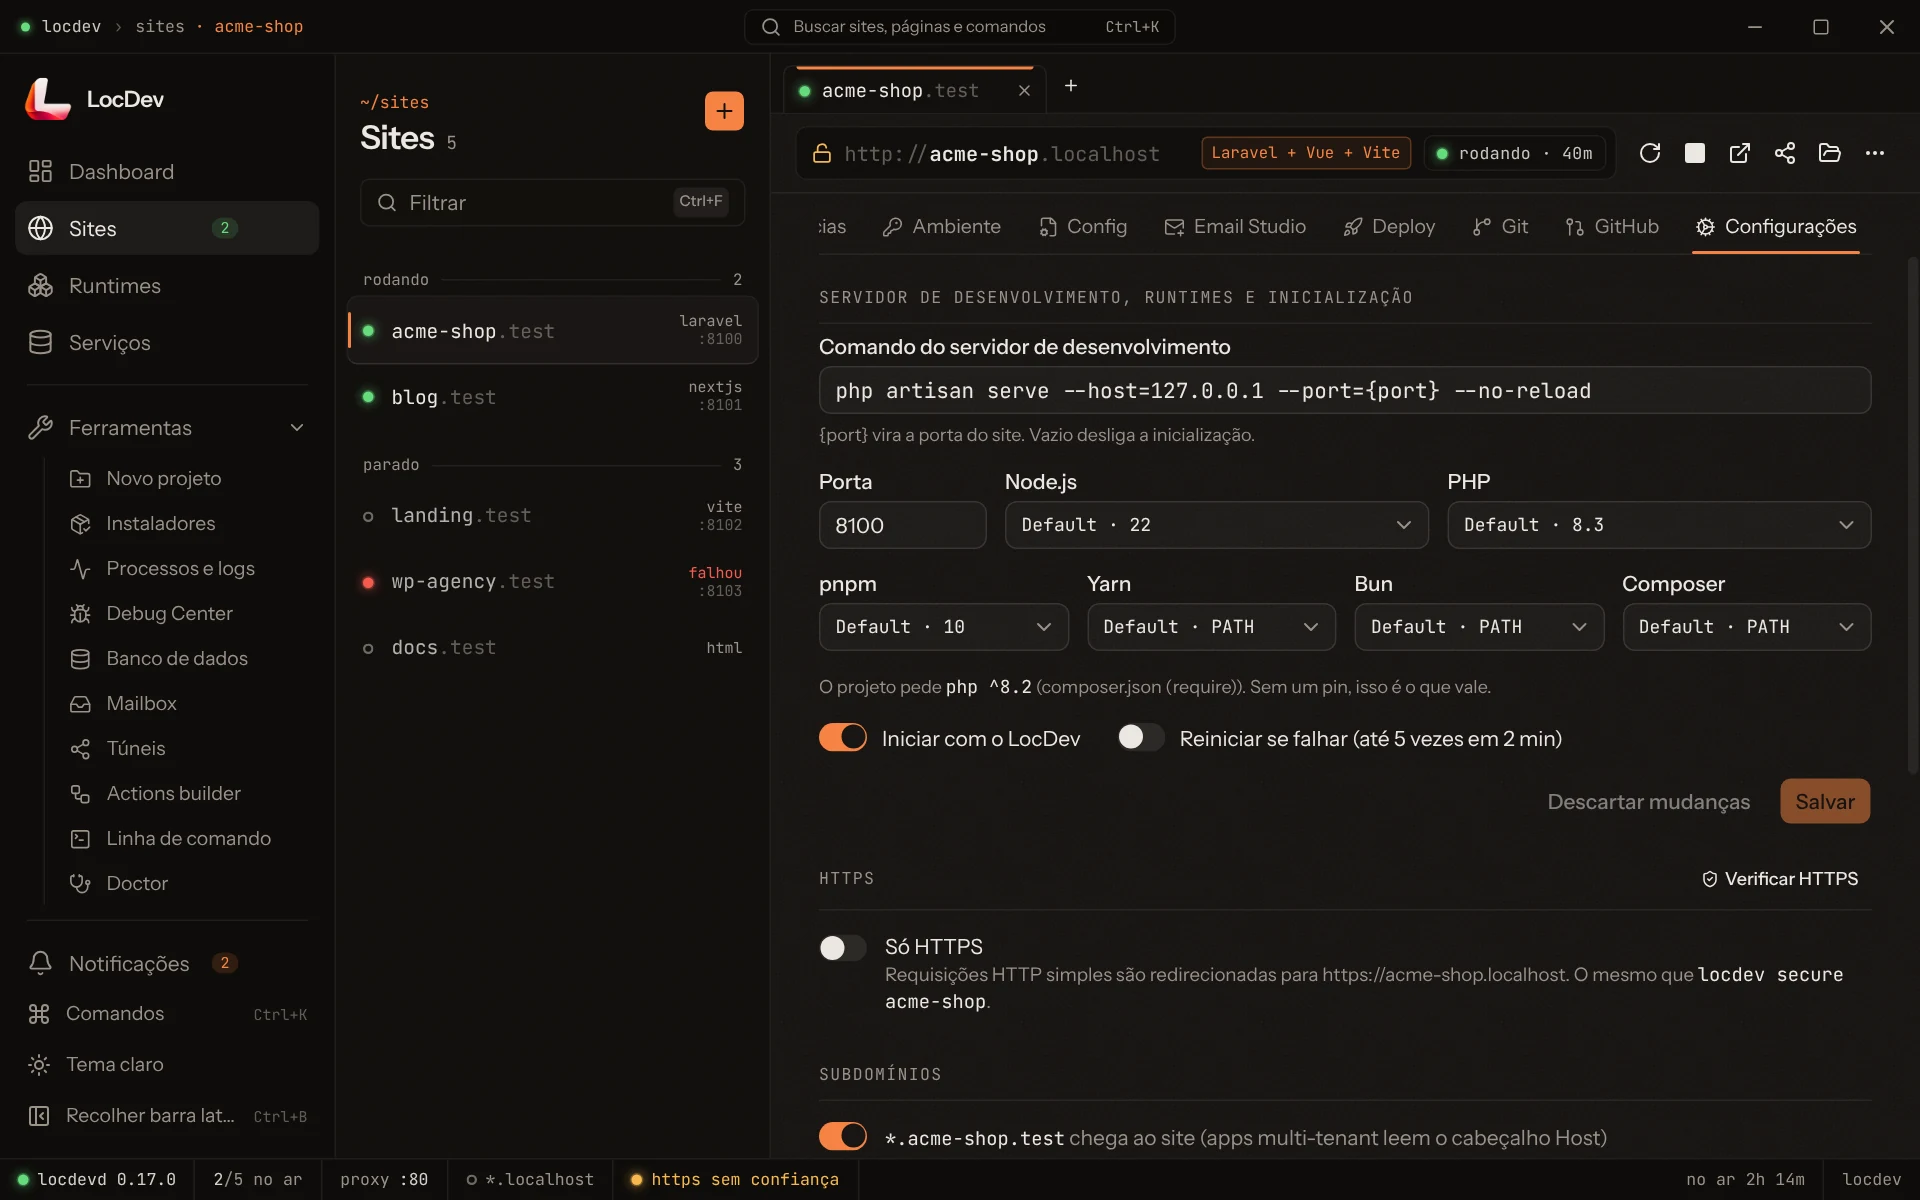 locdev › sites · acme-shop
Buscar sites, páginas e comandos Ctrl+K
LocDev
Dashboard
Sites 2
Runtimes
Serviços
Ferramentas
Novo projeto
Instaladores
Processos e logs
Debug Center
Banco de dados
Mailbox
Túneis
Actions builder
Linha de comando
Doctor
Notificações 2
Comandos Ctrl+K
Tema claro
Recolher barra lat... Ctrl+B
~/sites
Sites 5
Filtrar Ctrl+F
rodando 2
acme-shop.test laravel
:8100
blog.test nextjs
:8101
parado 3
landing.test vite
:8102
wp-agency.test falhou
:8103
docs.test html
acme-shop.test
http://acme-shop.localhost Laravel + Vue + Vite rodando · 40m
cias Ambiente Config Email Studio Deploy Git GitHub Configurações
SERVIDOR DE DESENVOLVIMENTO, RUNTIMES E INICIALIZAÇÃO
Comando do servidor de desenvolvimento
php artisan serve --host=127.0.0.1 --port={port} --no-reload
{port} vira a porta do site. Vazio desliga a inicialização.
Porta Node.js PHP
8100 Default · 22 Default · 8.3
pnpm Yarn Bun Composer
Default · 10 Default · PATH Default · PATH Default · PATH
O projeto pede php ^8.2 (composer.json (require)). Sem um pin, isso é o que vale.
Iniciar com o LocDev Reiniciar se falhar (até 5 vezes em 2 min)
Descartar mudanças Salvar
HTTPS Verificar HTTPS
Só HTTPS
Requisições HTTP simples são redirecionadas para https://acme-shop.localhost. O mesmo que locdev secure
acme-shop.
SUBDOMÍNIOS
*.acme-shop.test chega ao site (apps multi-tenant leem o cabeçalho Host)
locdevd 0.17.0 2/5 no ar proxy :80 *.localhost https sem confiança no ar 2h 14m locdev